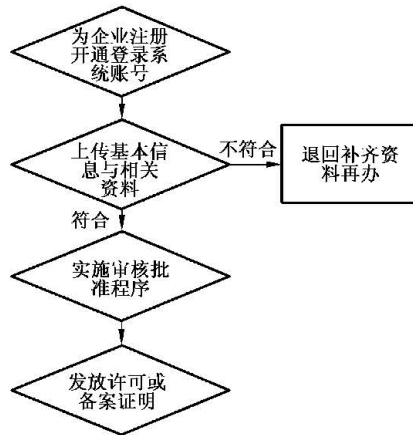 为企业注册
开通登录系
统账号
上传基本信
息与相关
资料
不符合
退回补齐资
料再办
符合
实施审核批
准程序
发放许可或
备案证明